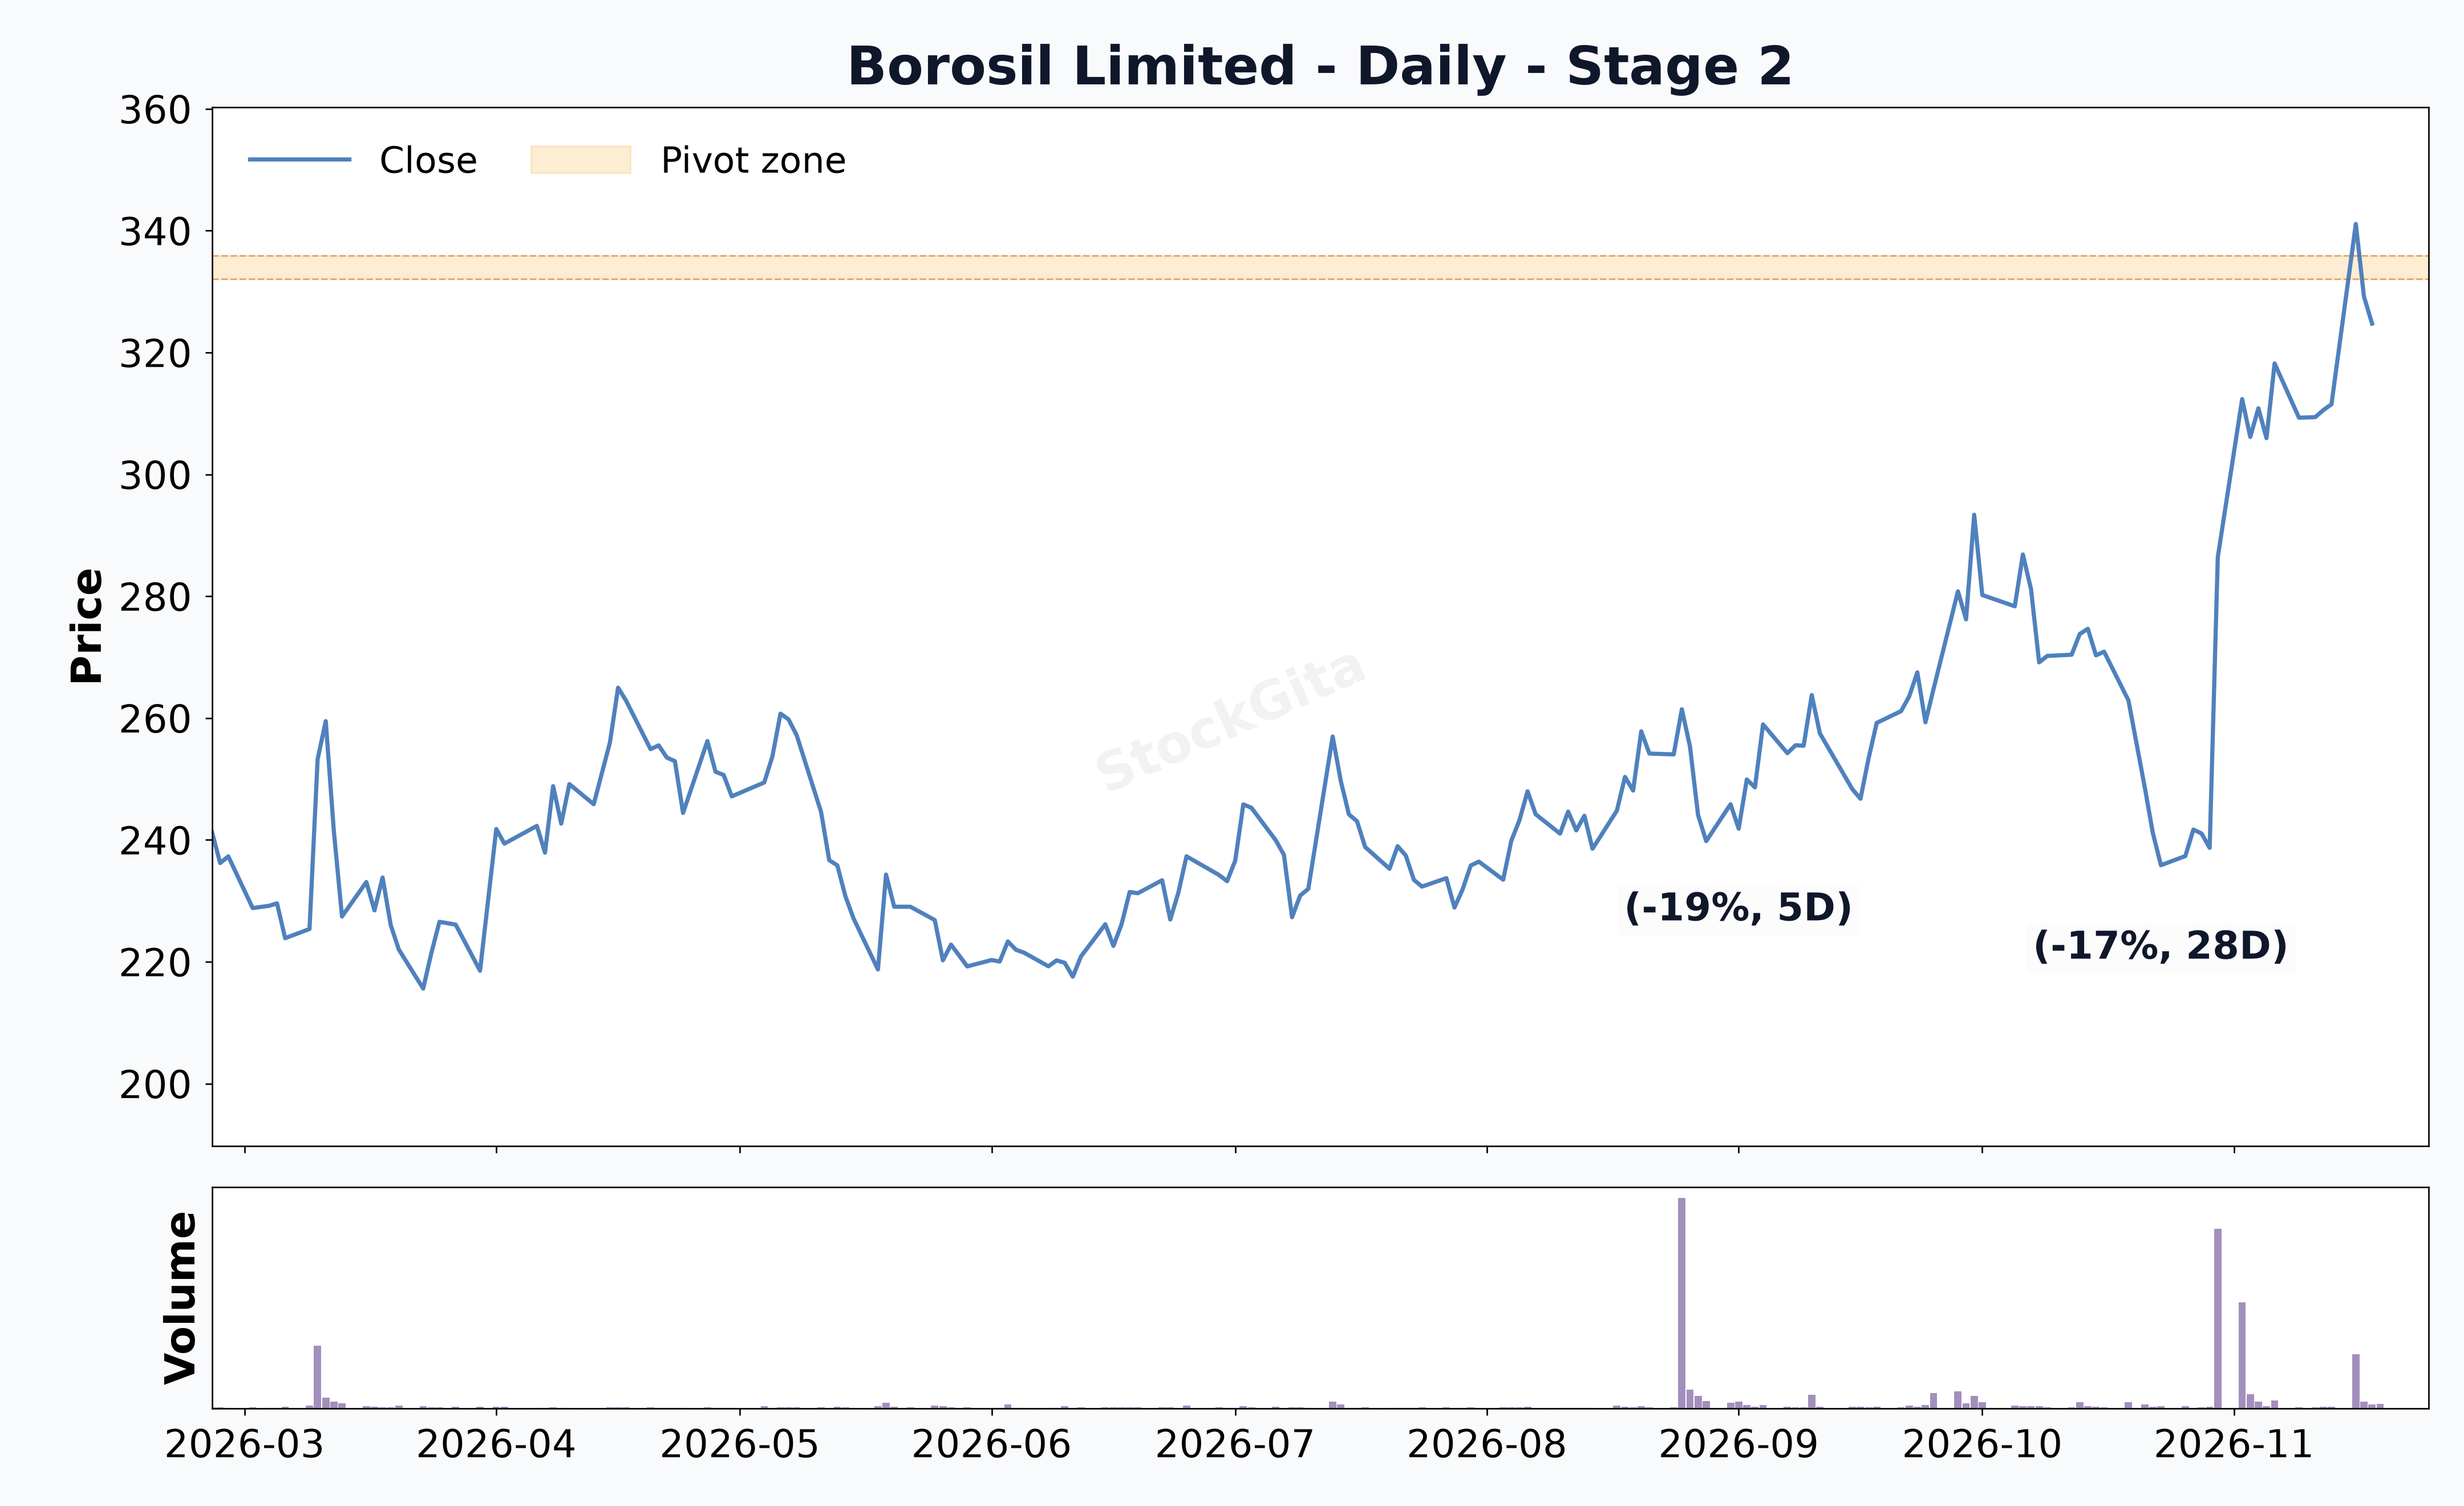 Borosil Limited - Daily - Stage 2
Close
Pivot zone
360
340
320
300
280
260
240
220
200
Price
StockGita
(-19%, 5D)
(-17%, 28D)
Volume
2026-03
2026-04
2026-05
2026-06
2026-07
2026-08
2026-09
2026-10
2026-11